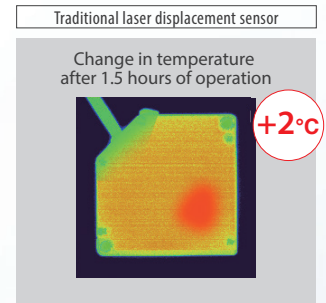 Traditional laser displacement sensor
Change in temperature
after 1.5 hours of operation
+2°C